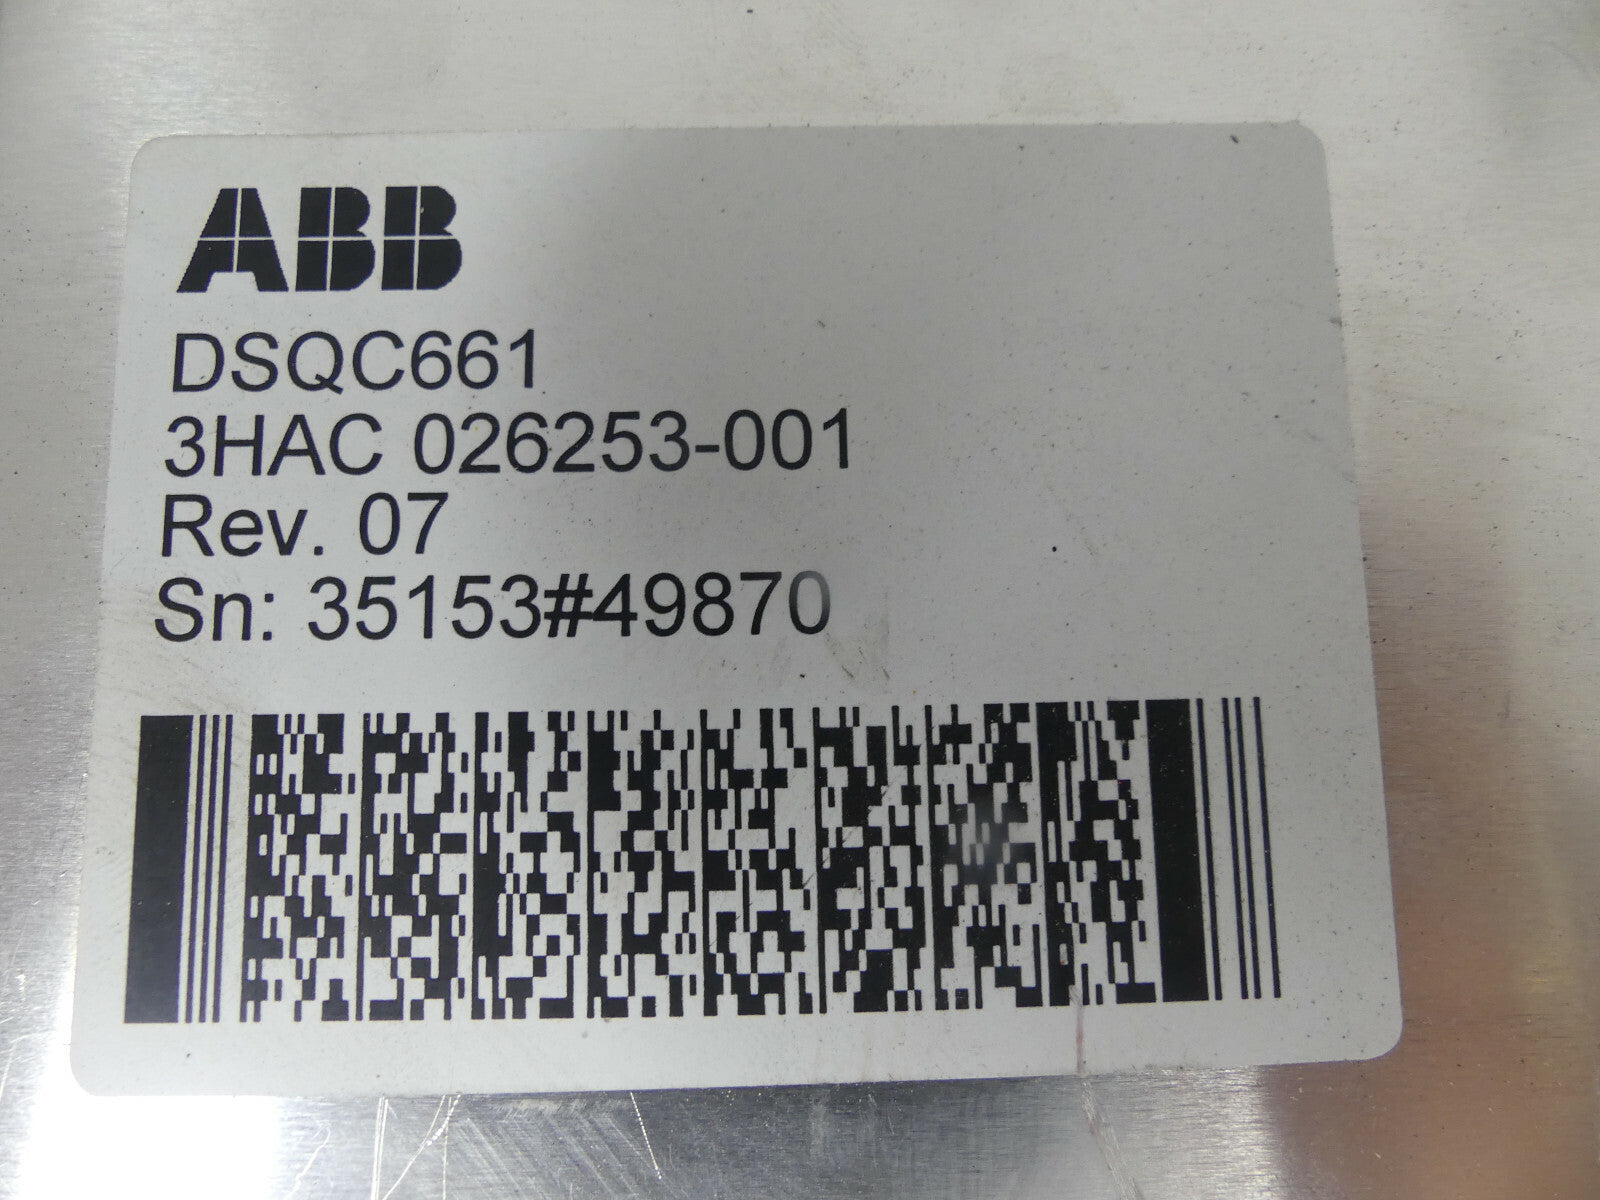 ABB
DSQC661
3HAC 026253-001
Rev. 07
Sn: 35153#49870